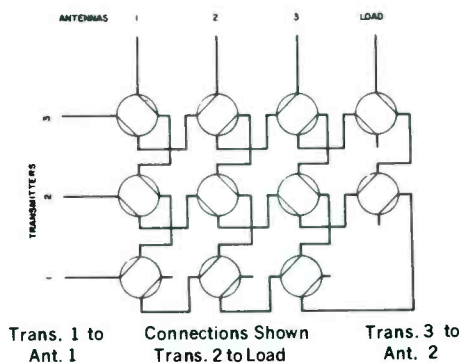 ANTENNAS 1 2 3 LOAD
3
2
TRANSMITTERS
1
Trans. 1 to Connections Shown Trans. 3 to
Ant. 1 Trans. 2 to Load Ant. 2